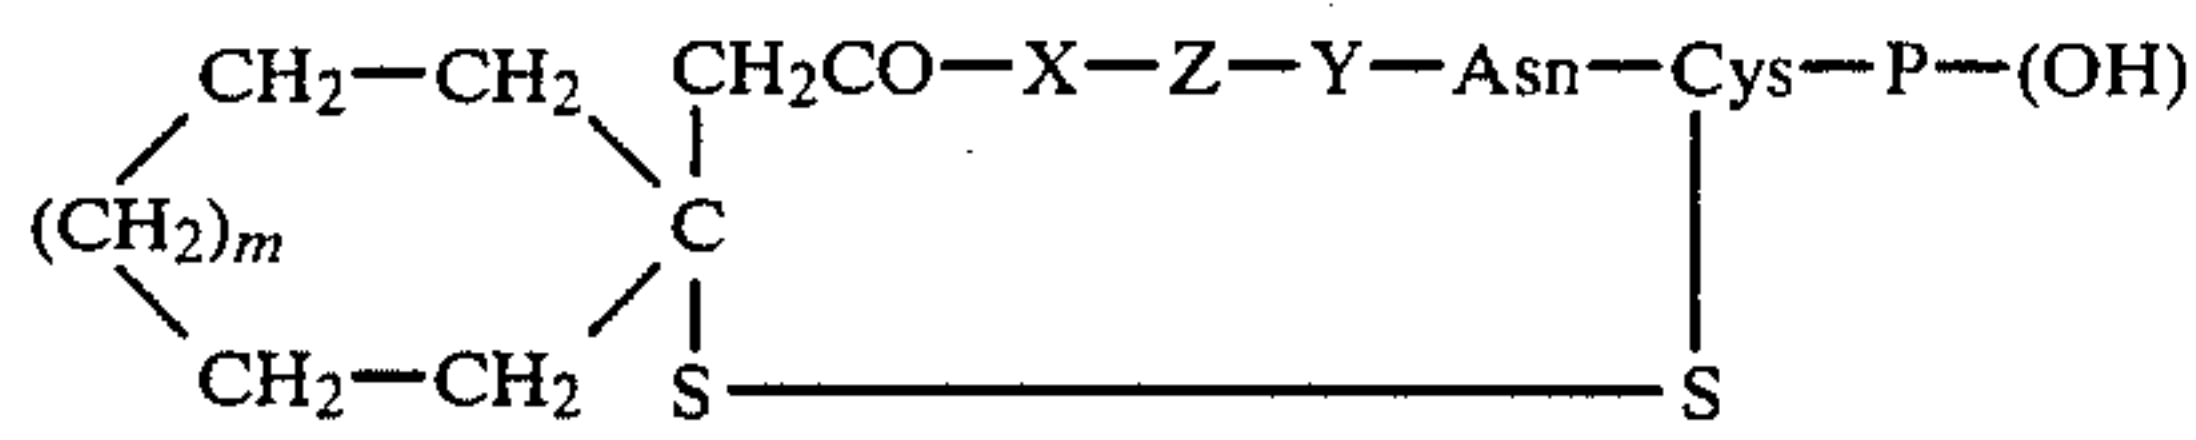 CH₂—CH₂ CH₂CO—X—Z—Y—Asn—Cys—P—(OH)
(CH₂)ₘ C
CH₂—CH₂ S—S